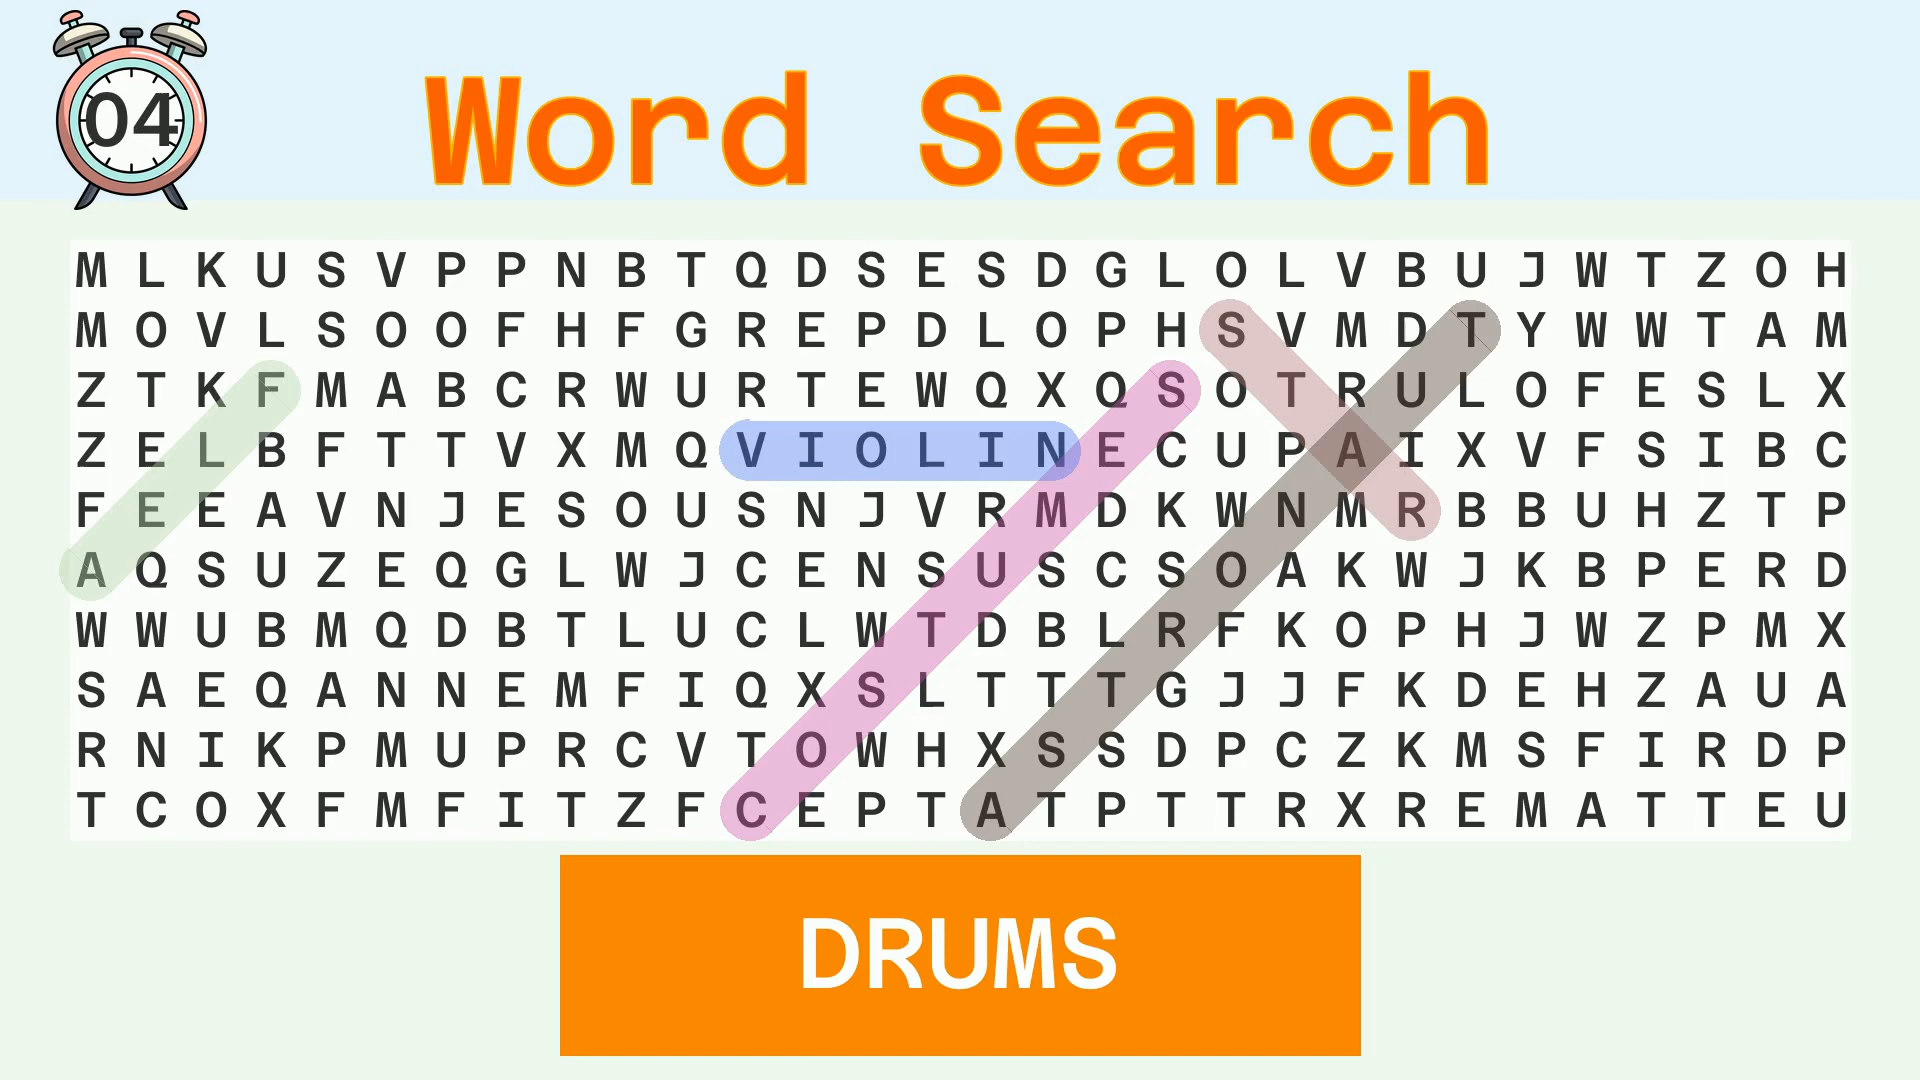 04
Word Search
M L K U S V P P N B T Q D S E S D G L O L V B U J W T Z O H
M O V L S O O F H F G R E P D L O P H S V M D T Y W W T A M
Z T K F M A B C R W U R T E W Q X Q S O T R U L O F E S L X
Z E L B F T T V X M Q V I O L I N E C U P A I X V F S I B C
F E E A V N J E S O U S N J V R M D K W N M R B B U H Z T P
A Q S U Z E Q G L W J C E N S U S C S O A K W J K B P E R D
W W U B M Q D B T L U C L W T D B L R F K O P H J W Z P M X
S A E Q A N N E M F I Q X S L T T T G J J F K D E H Z A U A
R N I K P M U P R C V T O W H X S S D P C Z K M S F I R D P
T C O X F M F I T Z F C E P T A T P T T R X R E M A T T E U
DRUMS